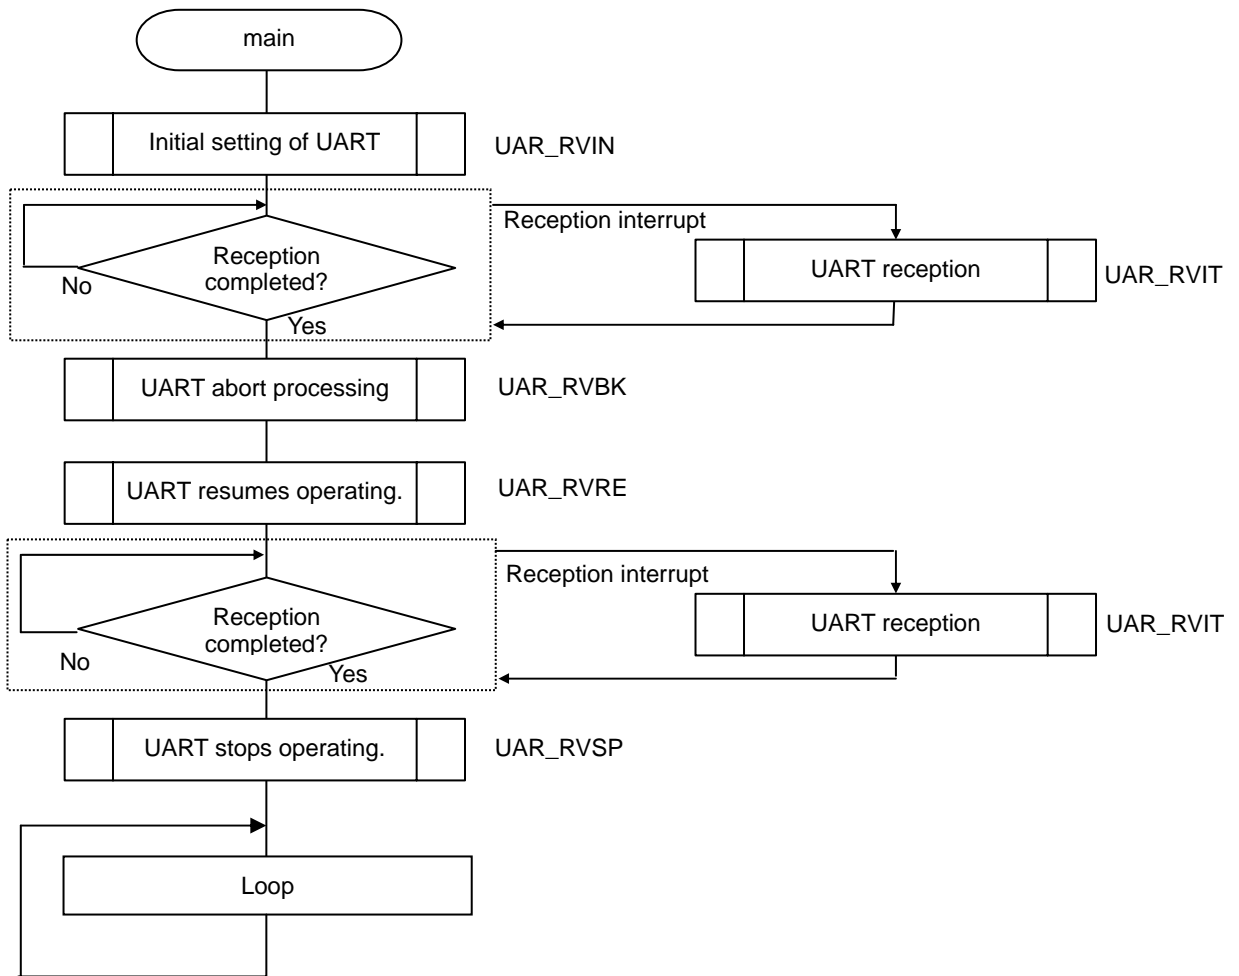 main
Initial setting of UART
UAR_RVIN
Reception interrupt
Reception
completed?
No
Yes
UART reception
UAR_RVIT
UART abort processing
UAR_RVBK
UART resumes operating.
UAR_RVRE
Reception interrupt
Reception
completed?
No
Yes
UART reception
UAR_RVIT
UART stops operating.
UAR_RVSP
Loop